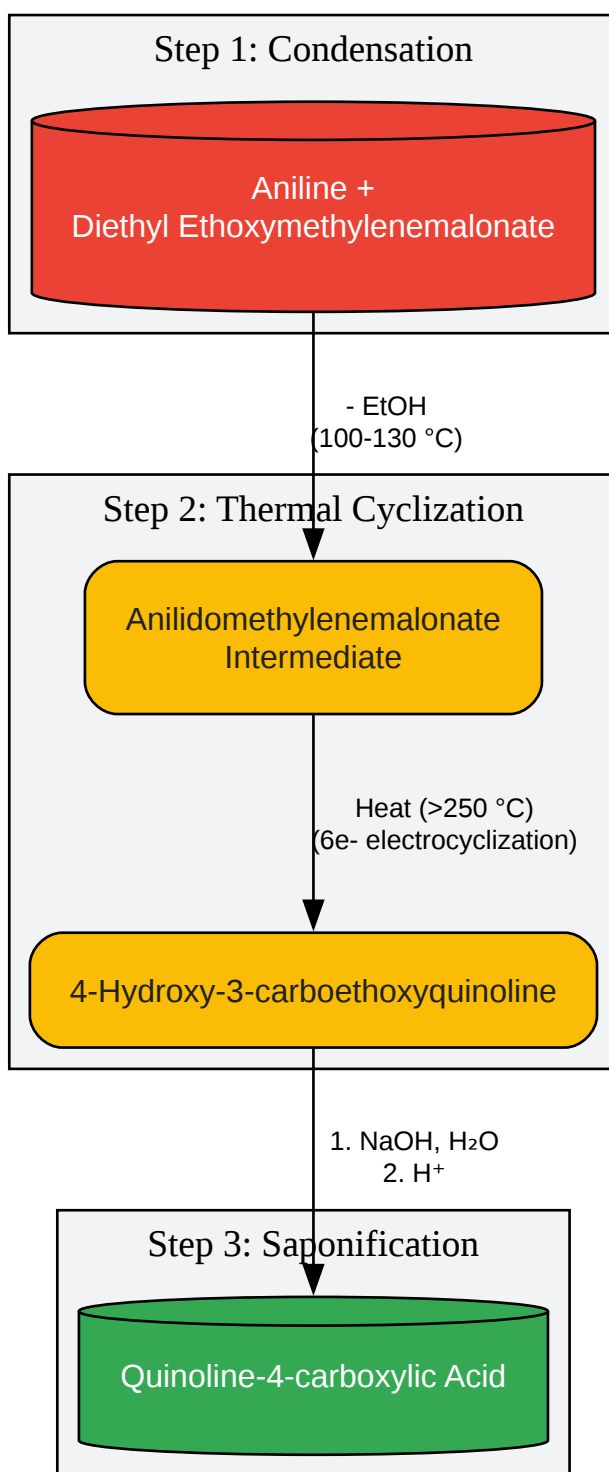 Step 1: Condensation
Aniline +
Diethyl Ethoxymethylenemalonate
- EtOH
(100-130 °C)
Step 2: Thermal Cyclization
Anilidomethylenemalonate
Intermediate
Heat (>250 °C)
(6e- electrocyclization)
4-Hydroxy-3-carboethoxyquinoline
1. NaOH, H₂O
2. H⁺
Step 3: Saponification
Quinoline-4-carboxylic Acid